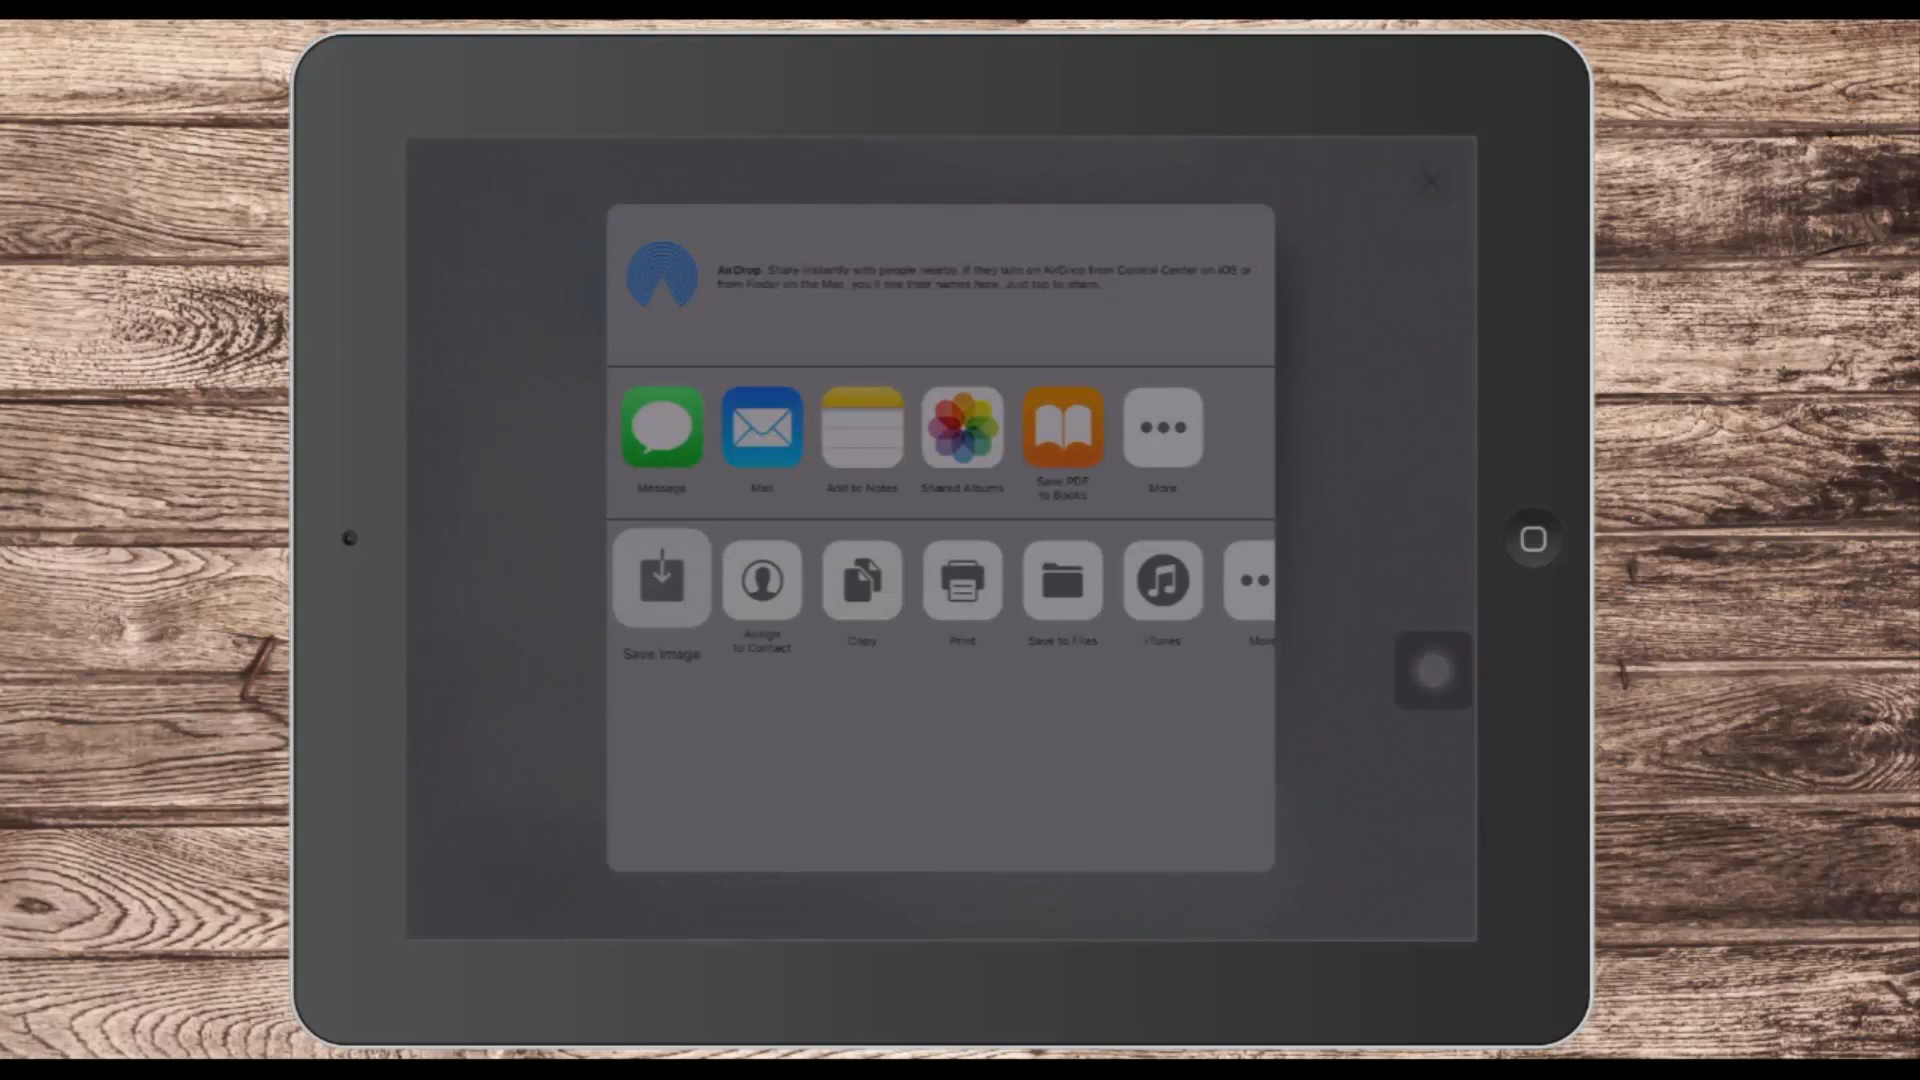 AirDrop. Share instantly with people nearby. If they turn on AirDrop from Control Center on iOS or
from Finder on the Mac, you'll see their names here. Just tap to share.
Message
Mail
Add to Notes
Shared Albums
Save PDF
to Books
More
Save Image
Assign
to Contact
Copy
Print
Save to Files
iTunes
More